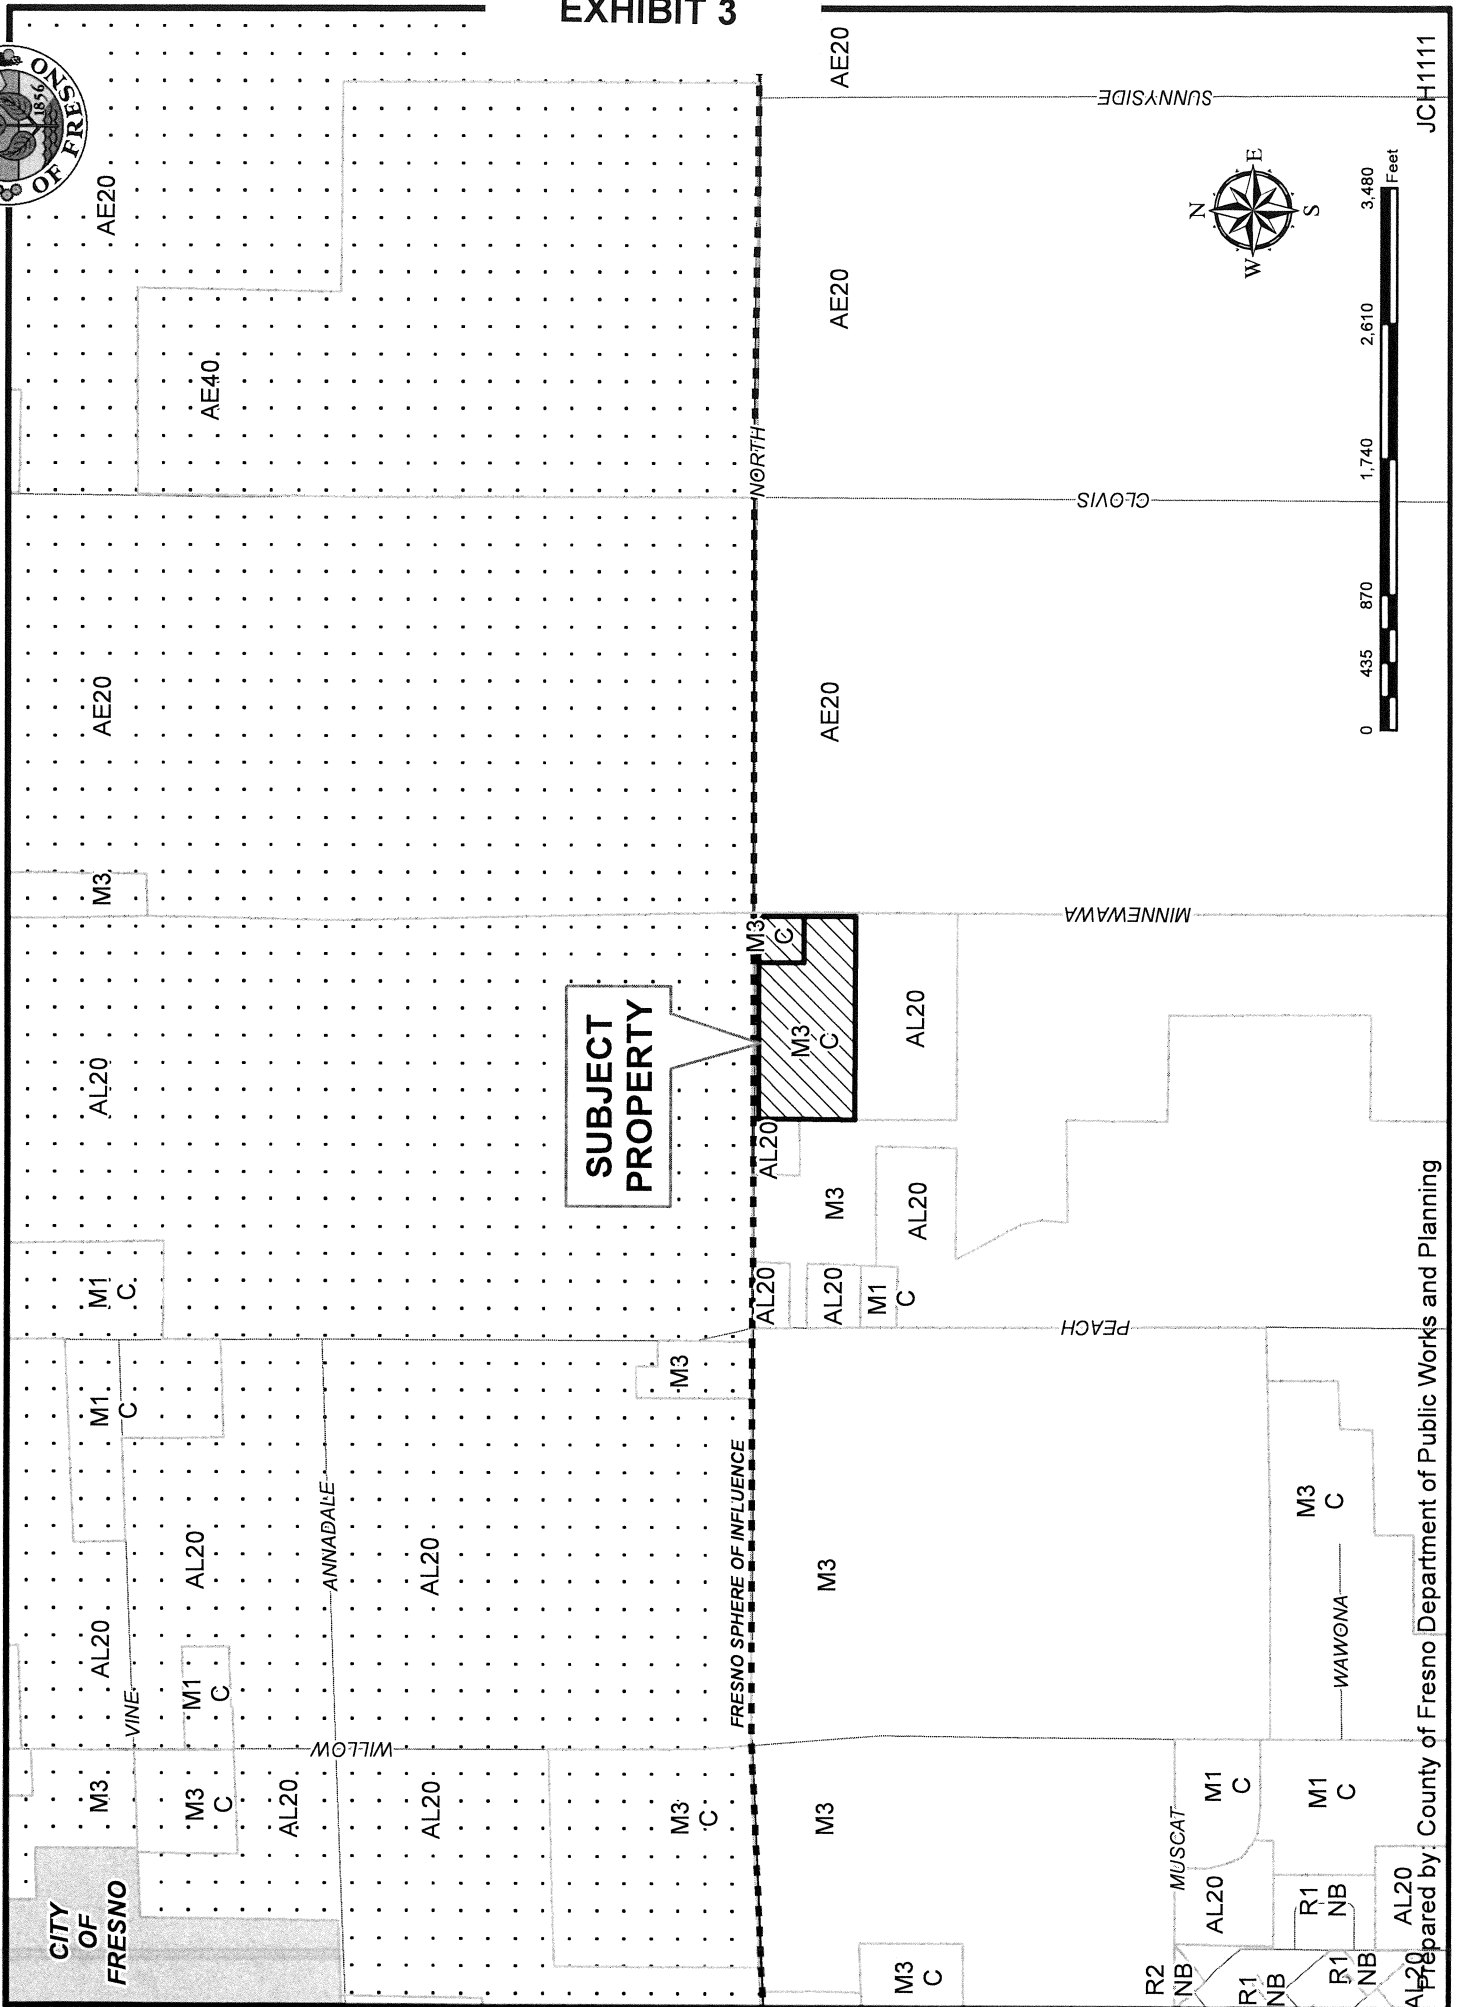 EXHIBIT 3
ONSE
1856
OF FRE
CITY
OF
FRESNO
M3
AL20
M1
C
M1
C
AL20
M3
AE20
AE20
VINE
M3
C
M1
C
AL20
AE40
AL20
WILLOW
ANNADALE
AL20
AL20
SUBJECT
PROPERTY
M3
C
M3
FRESNO SPHERE OF INFLUENCE
NORTH
AL20
AL20
M3
C
M3
M3
AL20
M3
M3
C
AE20
AE20
AE20
M3
C
M1
C
AL20
AL20
PEACH
MINNEWAWA
CLOVIS
SUNNYSIDE
MUSCAT
R2
NB
AL20
M1
C
R1
NB
R1
NB
M1
C
M3
C
WAWONA
R1
NB
AL20
AL20
N
W
E
S
0
435
870
1,740
2,610
3,480
Feet
Prepared by: County of Fresno Department of Public Works and Planning
JCH1111